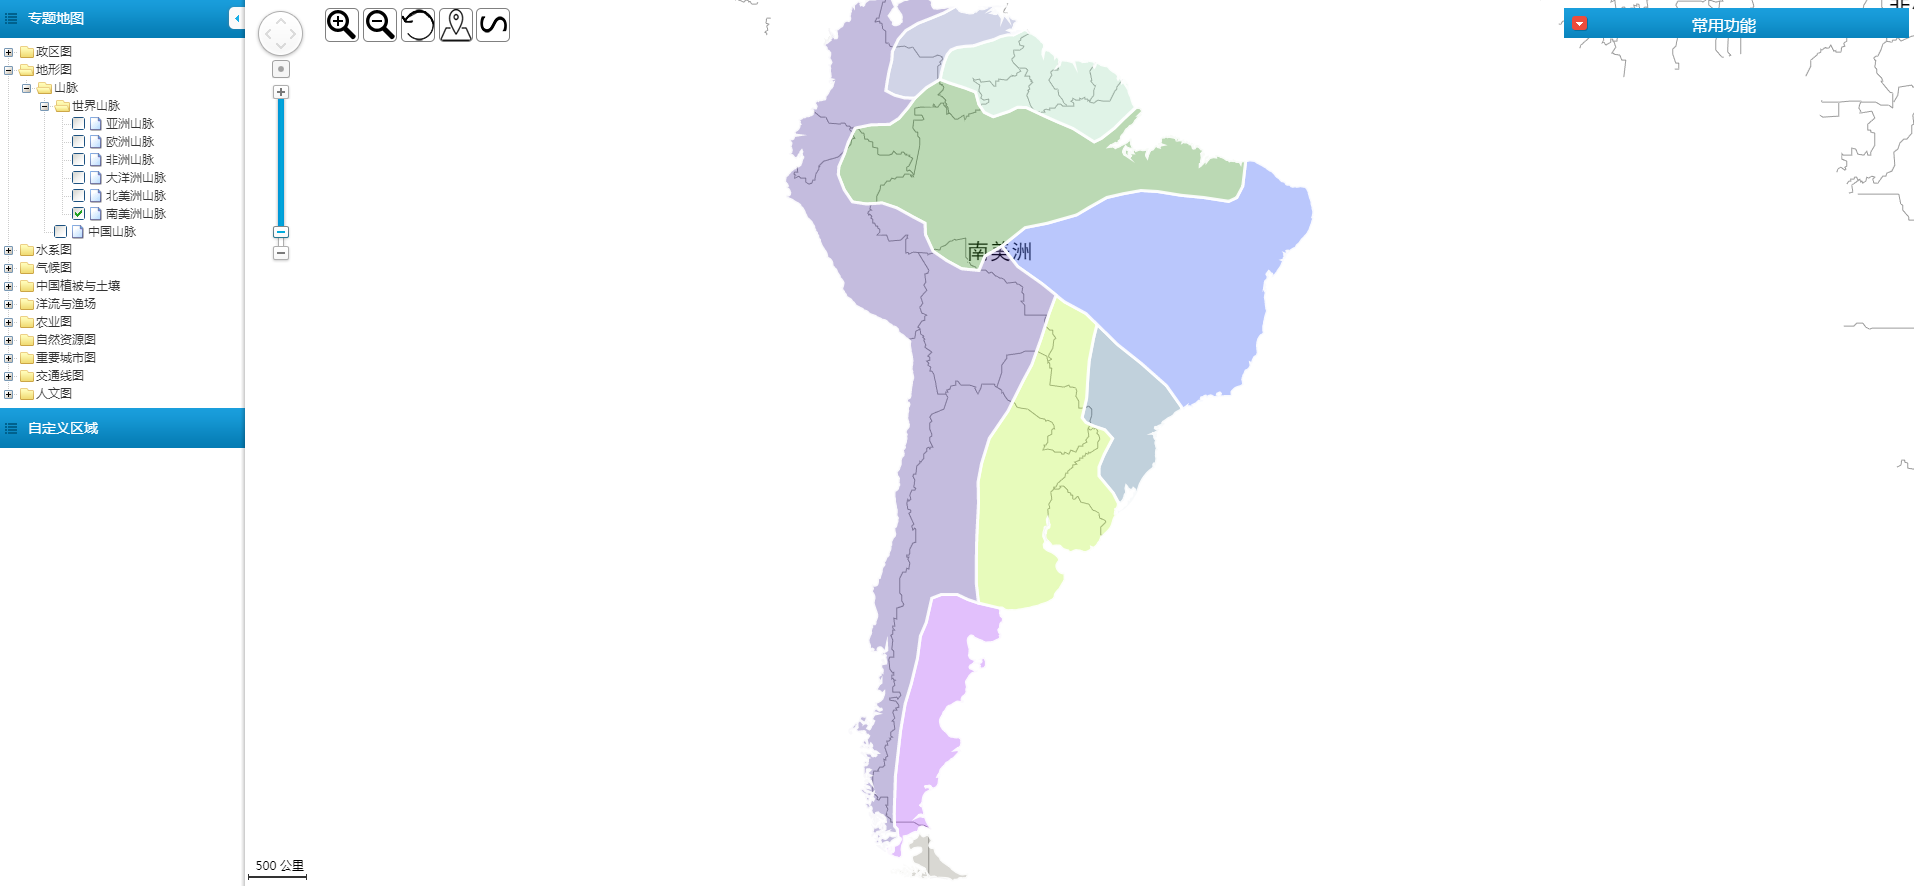 专题地图
政区图
地形图
山脉
世界山脉
亚洲山脉
欧洲山脉
非洲山脉
大洋洲山脉
北美洲山脉
南美洲山脉
中国山脉
水系图
气候图
中国植被与土壤
洋流与渔场
农业图
自然资源图
重要城市图
交通线图
人文图
自定义区域
常用功能
南美洲
500 公里